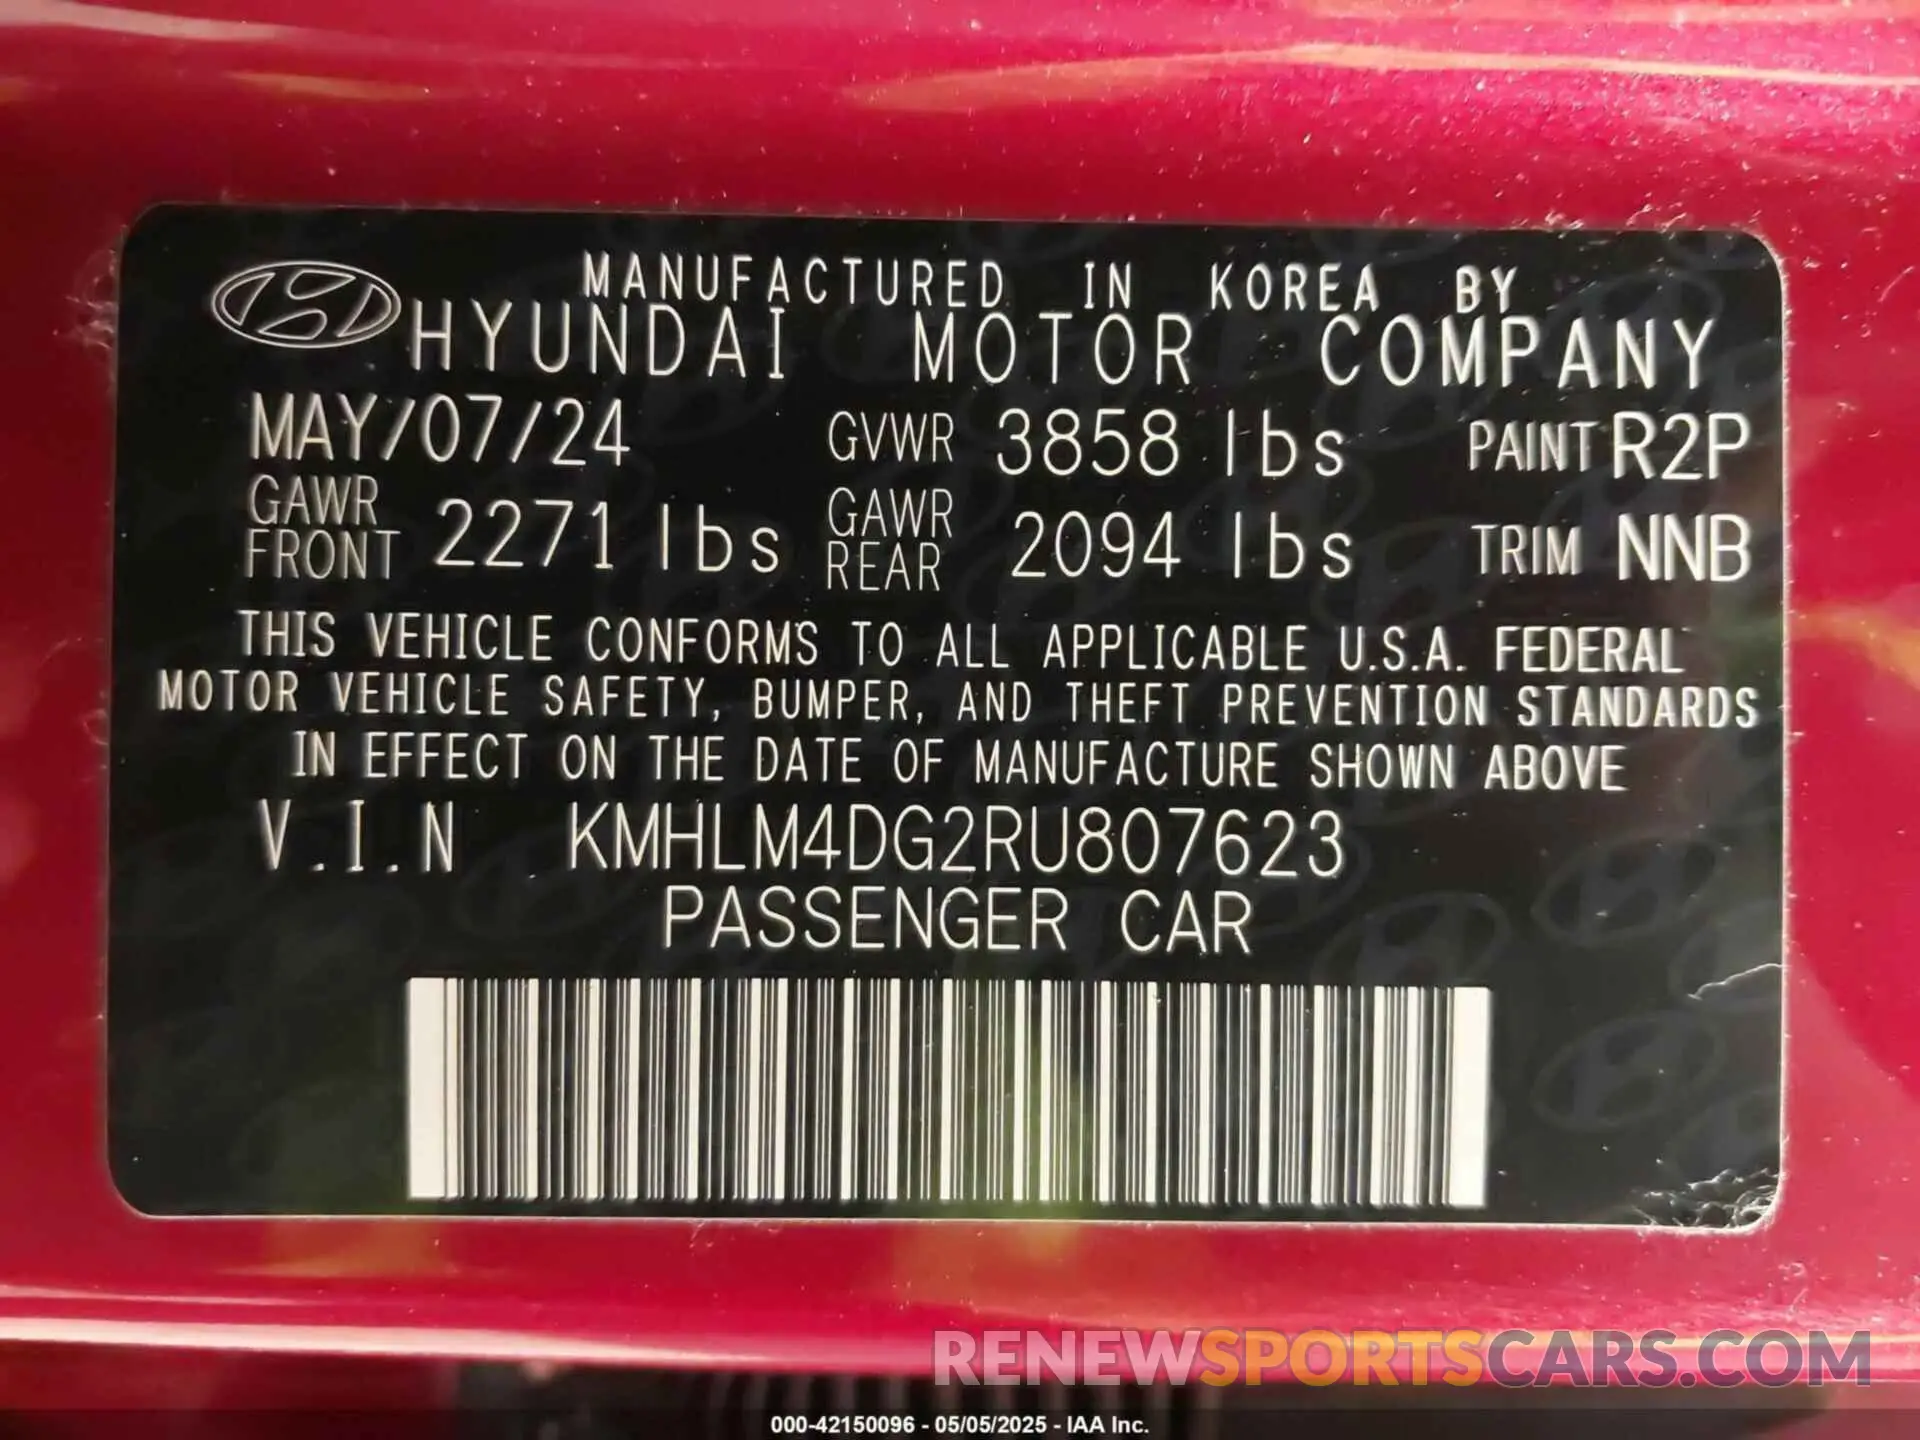 MANUFACTURED IN KOREA BY
HYUNDAI MOTOR COMPANY
MAY/07/24 GVWR 3858 lbs PAINT R2P
GAWR FRONT 2271 lbs GAWR REAR 2094 lbs TRIM NNB
THIS VEHICLE CONFORMS TO ALL APPLICABLE U.S.A. FEDERAL
MOTOR VEHICLE SAFETY, BUMPER, AND THEFT PREVENTION STANDARDS
IN EFFECT ON THE DATE OF MANUFACTURE SHOWN ABOVE
V.I.N KMHLM4DG2RU807623
PASSENGER CAR
RENEWSPORTSCARS.COM
000-42150096 - 05/05/2025 - IAA Inc.